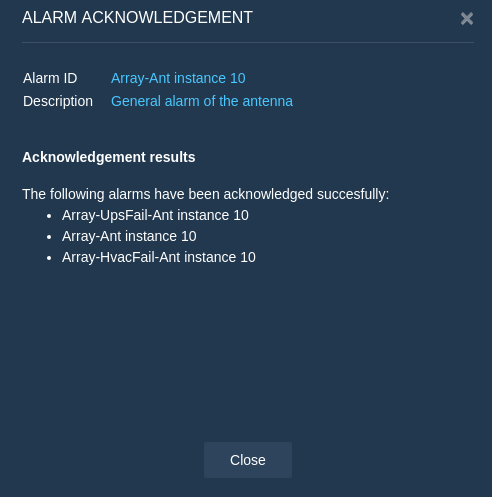 ALARM ACKNOWLEDGEMENT ×
Alarm ID Array-Ant instance 10
Description General alarm of the antenna
Acknowledgement results
The following alarms have been acknowledged succesfully:
• Array-UpsFail-Ant instance 10
• Array-Ant instance 10
• Array-HvacFail-Ant instance 10
Close